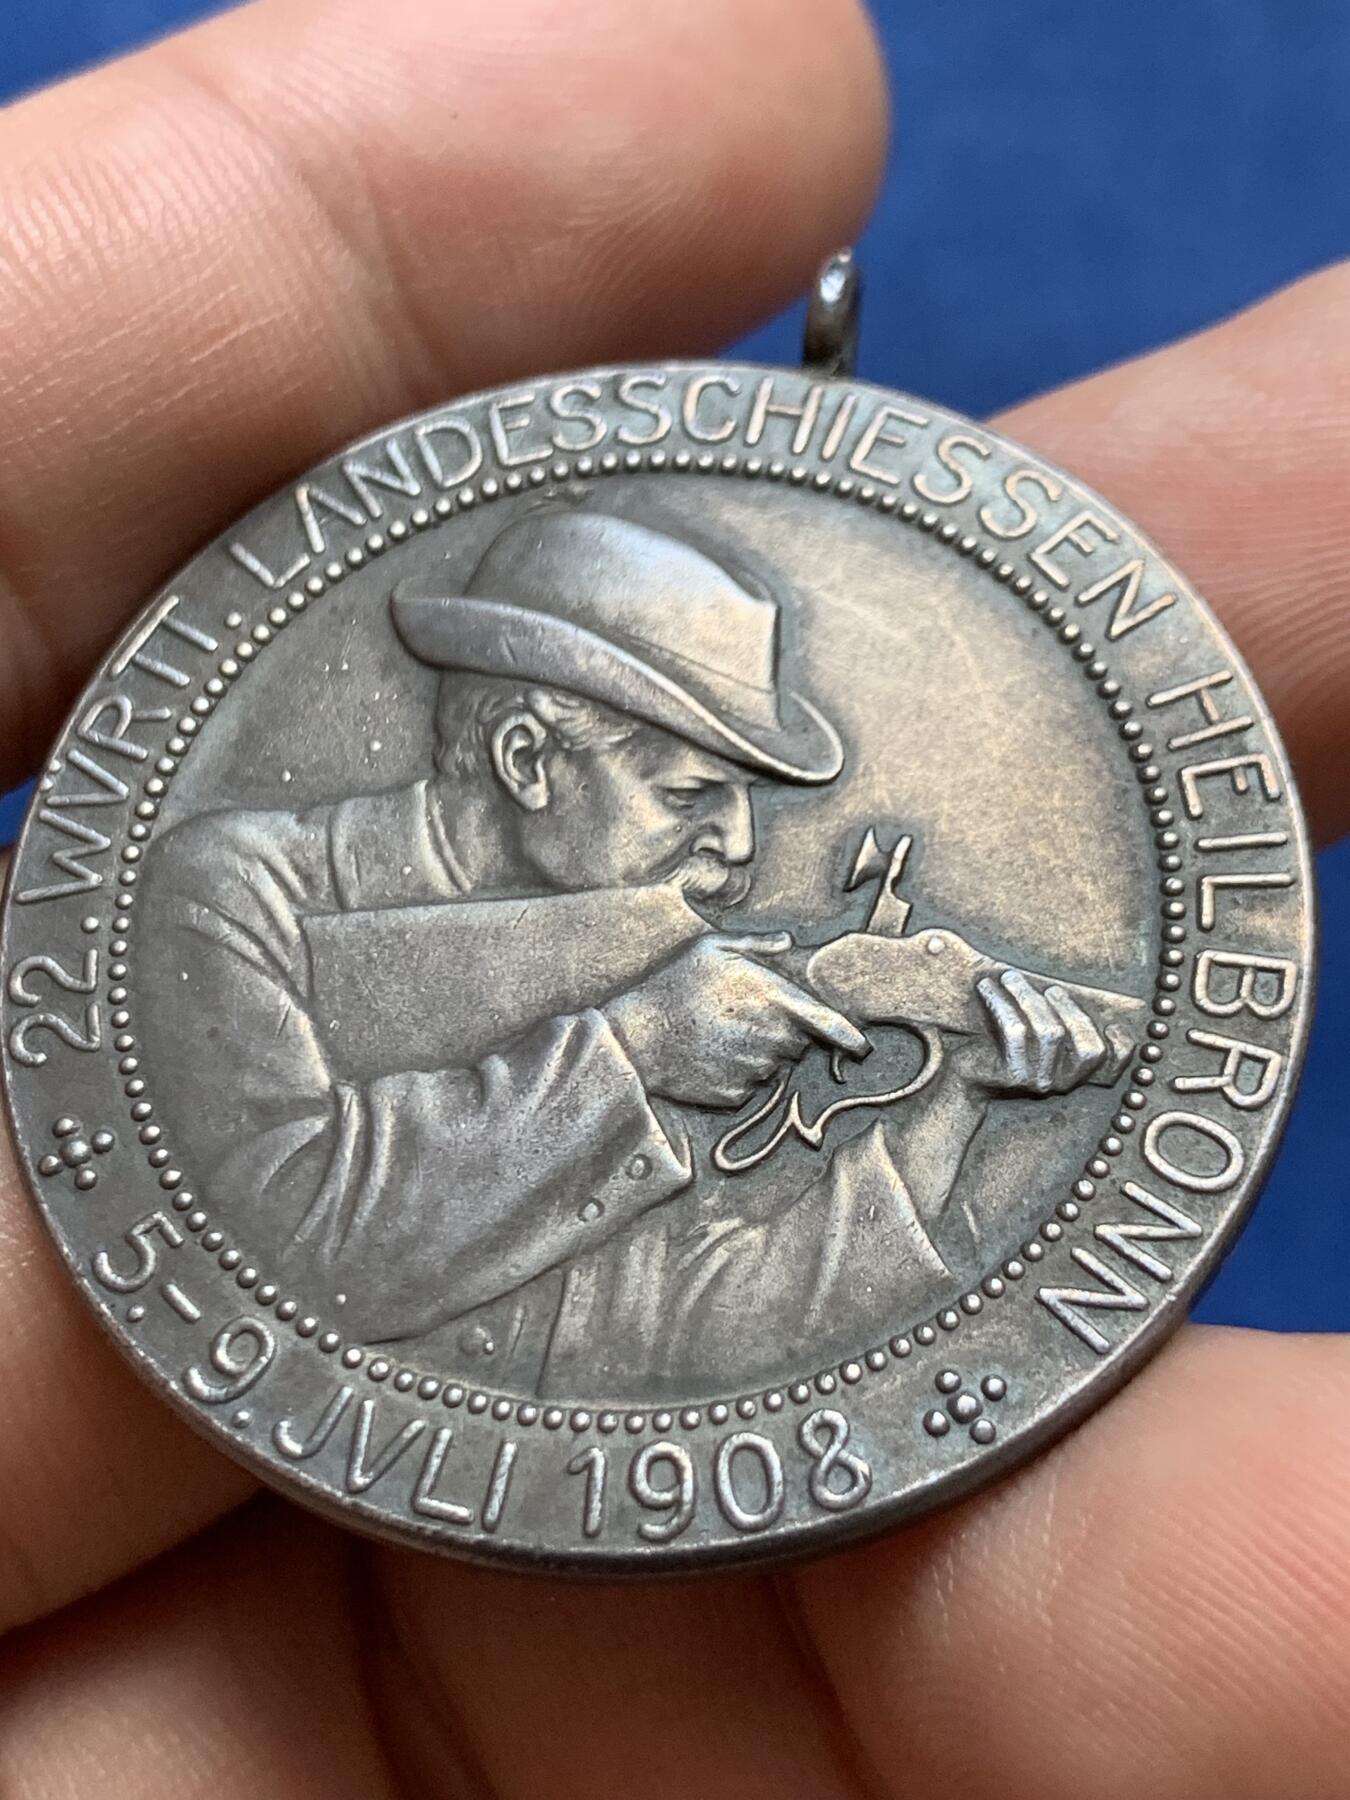 22. WVRTT. LANDESSCHIESSEN HEILBRONN
5.-9. JVLI 1908